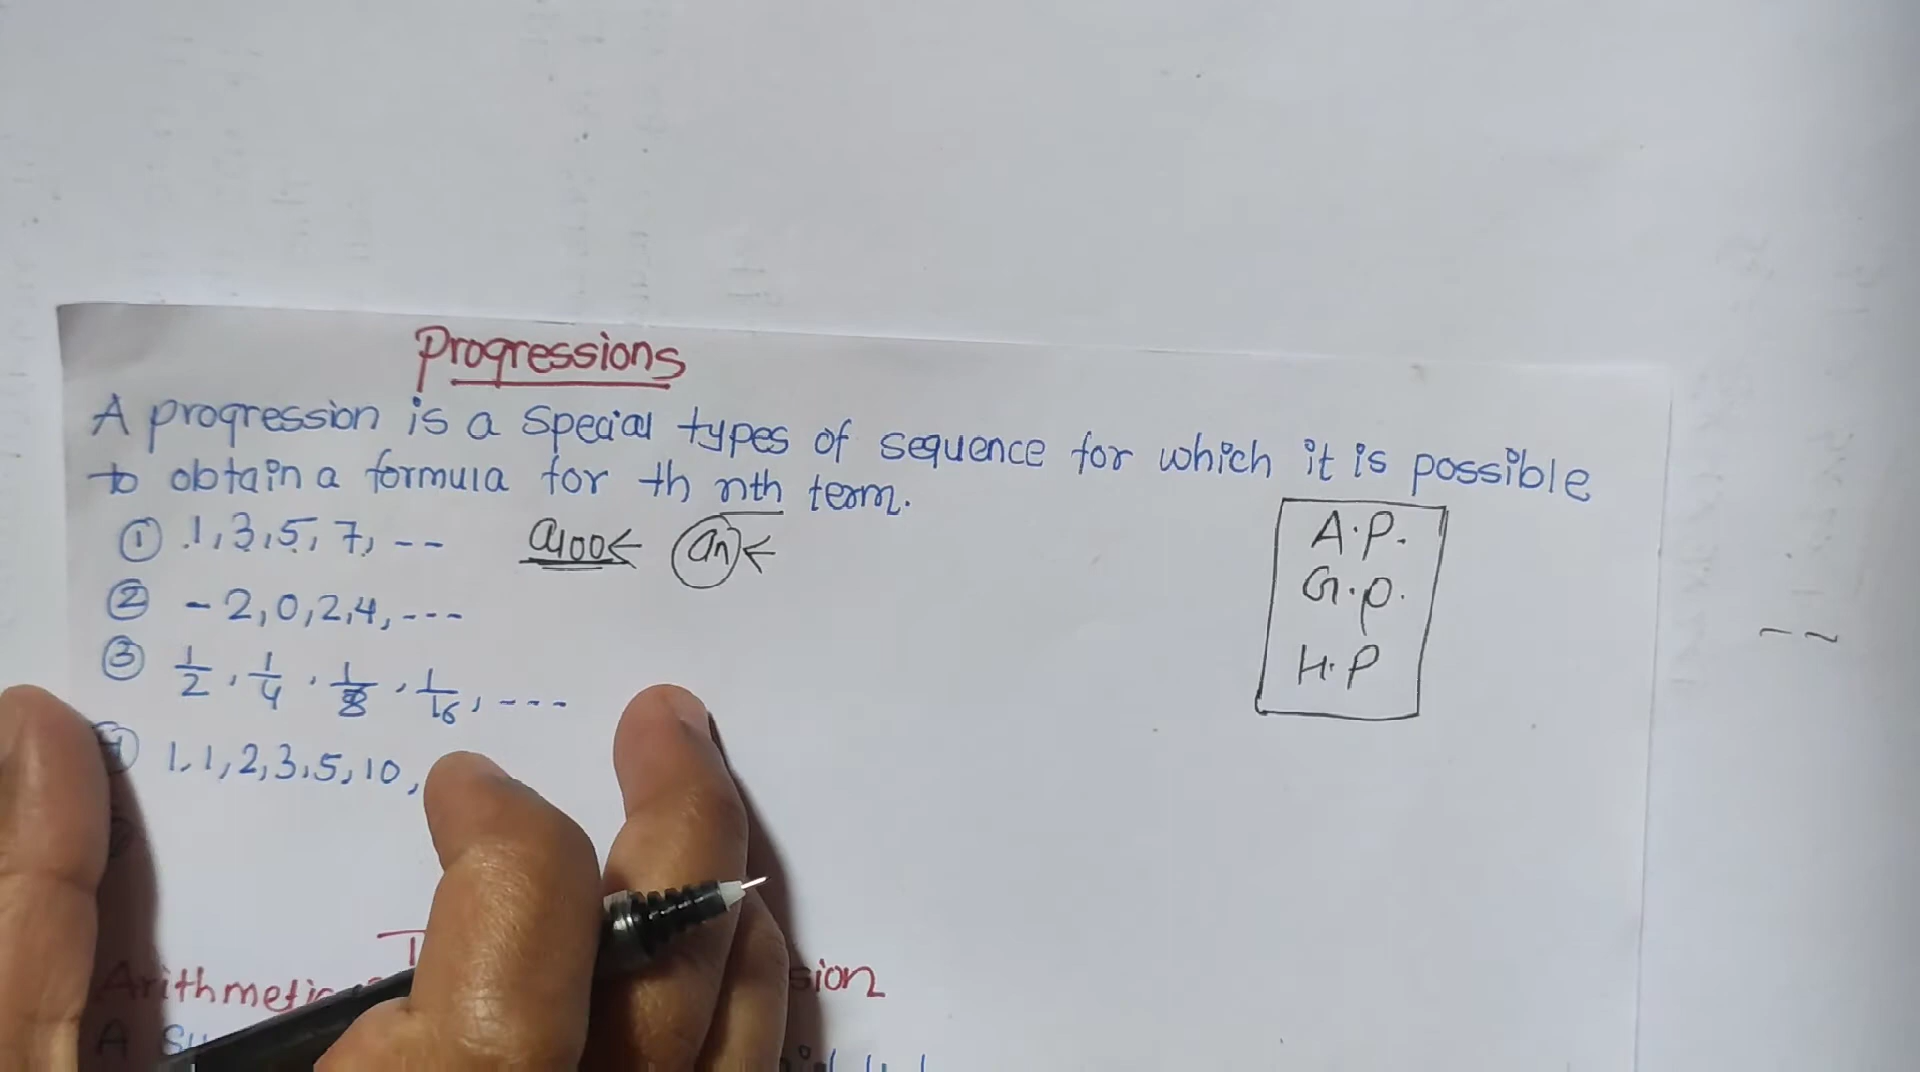 Progressions
A progression is a special types of sequence for which it is possible
to obtain a formula for th nth term.
① 1, 3, 5, 7, --
a100← an←
② -2, 0, 2, 4, ---
③ 1/2, 1/4, 1/8, 1/16, ----
④ 1, 1, 2, 3, 5, 10,
A.P.
G.P.
H.P
Arithmetic
A